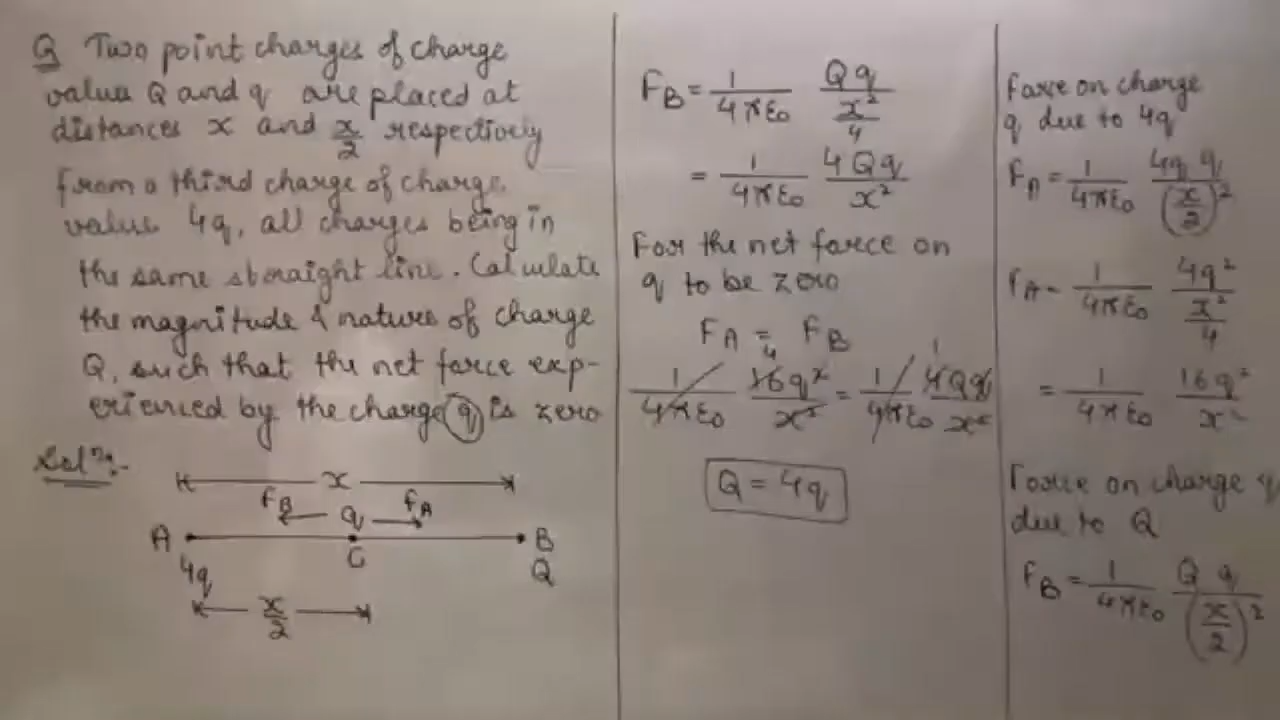 Q Two point charges of charge
value Q and q are placed at
distances x and x/2 respectively
from a third charge of charge
value 4q, all charges being in
the same straight line. Calculate
the magnitude & nature of charge
Q, such that the net force exp-
erienced by the charge q is zero
Solⁿ:-
x
F_B q F_A
A C B
4q Q
x/2
F_B = 1/4πε₀ Qq/(x²/4)
= 1/4πε₀ 4Qq/x²
For the net force on
q to be zero
F_A = F_B
4 1
1/4πε₀ 16q²/x² = 1/4πε₀ 4Qq/x²
Q = 4q
Force on charge
q due to 4q
F_A = 1/4πε₀ 4q q/(x/2)²
F_A = 1/4πε₀ 4q²/(x²/4)
= 1/4πε₀ 16q²/x²
Force on charge q
due to Q
F_B = 1/4πε₀ Q q/(x/2)²